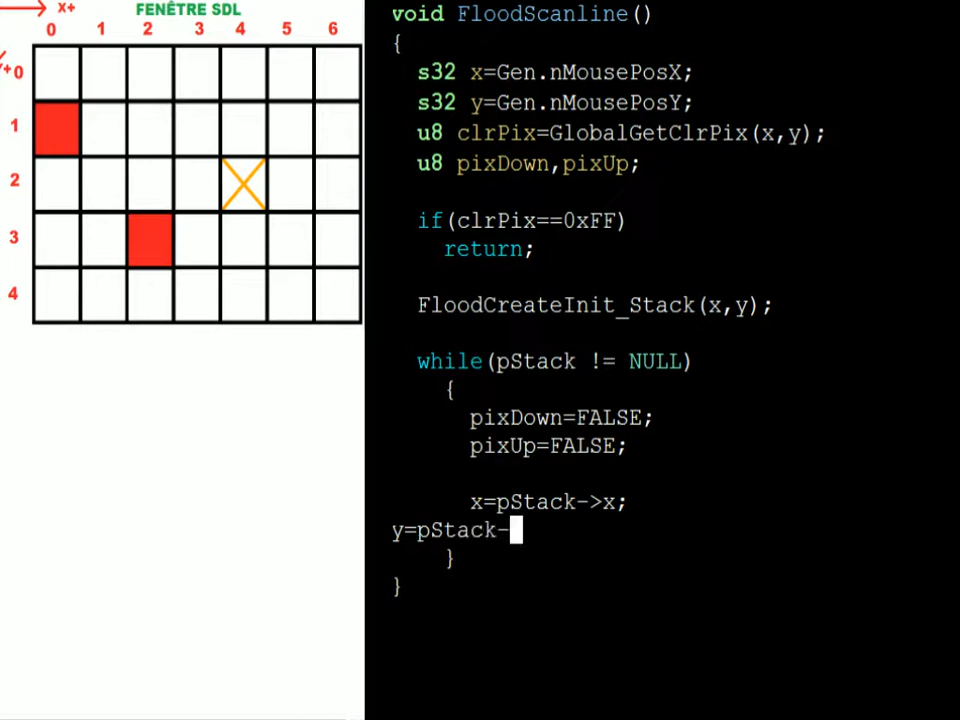 x+
FENÊTRE SDL
0 1 2 3 4 5 6
+0
1
2
3
4
void FloodScanline()
{
s32 x=Gen.nMousePosX;
s32 y=Gen.nMousePosY;
u8 clrPix=GlobalGetClrPix(x,y);
u8 pixDown,pixUp;
if(clrPix==0xFF)
return;
FloodCreateInit_Stack(x,y);
while(pStack != NULL)
{
pixDown=FALSE;
pixUp=FALSE;
x=pStack->x;
y=pStack-
}
}